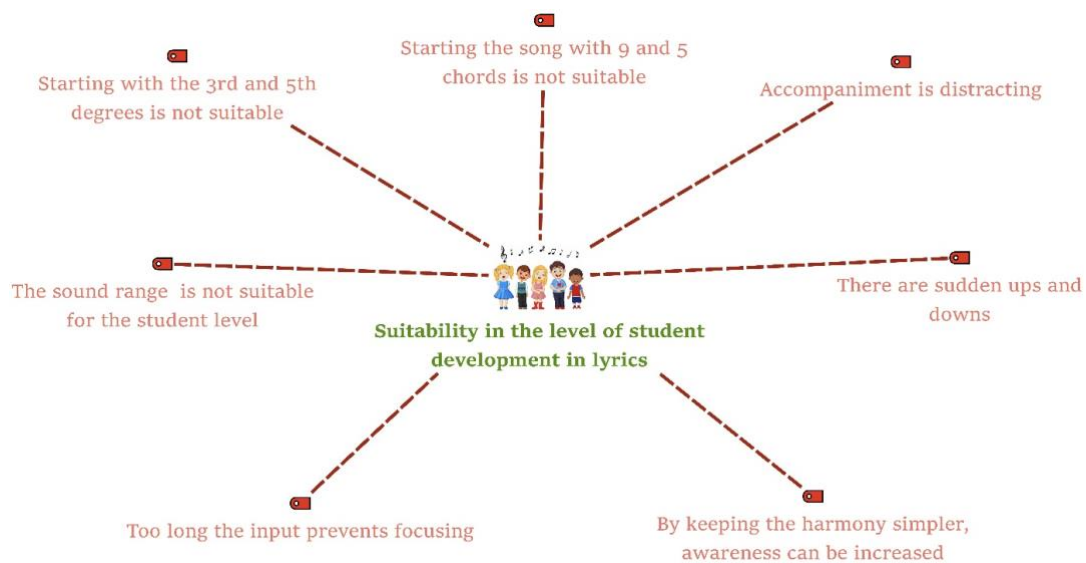 Starting the song with 9 and 5
chords is not suitable
Starting with the 3rd and 5th
degrees is not suitable
Accompaniment is distracting
The sound range is not suitable
for the student level
There are sudden ups and
downs
Suitability in the level of student
development in lyrics
Too long the input prevents focusing
By keeping the harmony simpler,
awareness can be increased